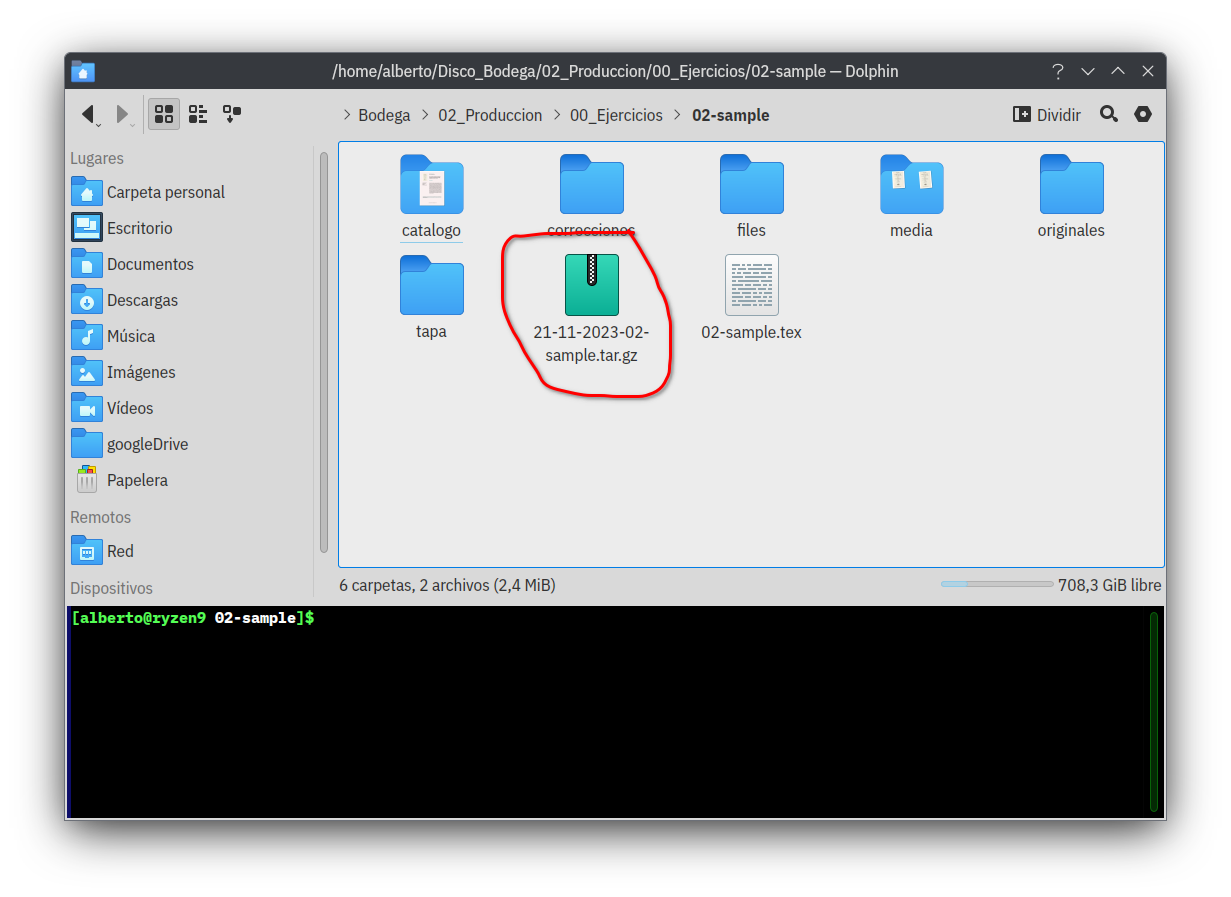 /home/alberto/Disco_Bodega/02_Produccion/00_Ejercicios/02-sample — Dolphin
> Bodega > 02_Produccion > 00_Ejercicios > 02-sample
Dividir
Lugares
Carpeta personal
Escritorio
Documentos
Descargas
Música
Imágenes
Vídeos
googleDrive
Papelera
Remotos
Red
Dispositivos
catalogo
correcciones
files
media
originales
tapa
21-11-2023-02-
sample.tar.gz
02-sample.tex
6 carpetas, 2 archivos (2,4 MiB)
708,3 GiB libre
[alberto@ryzen9 02-sample]$